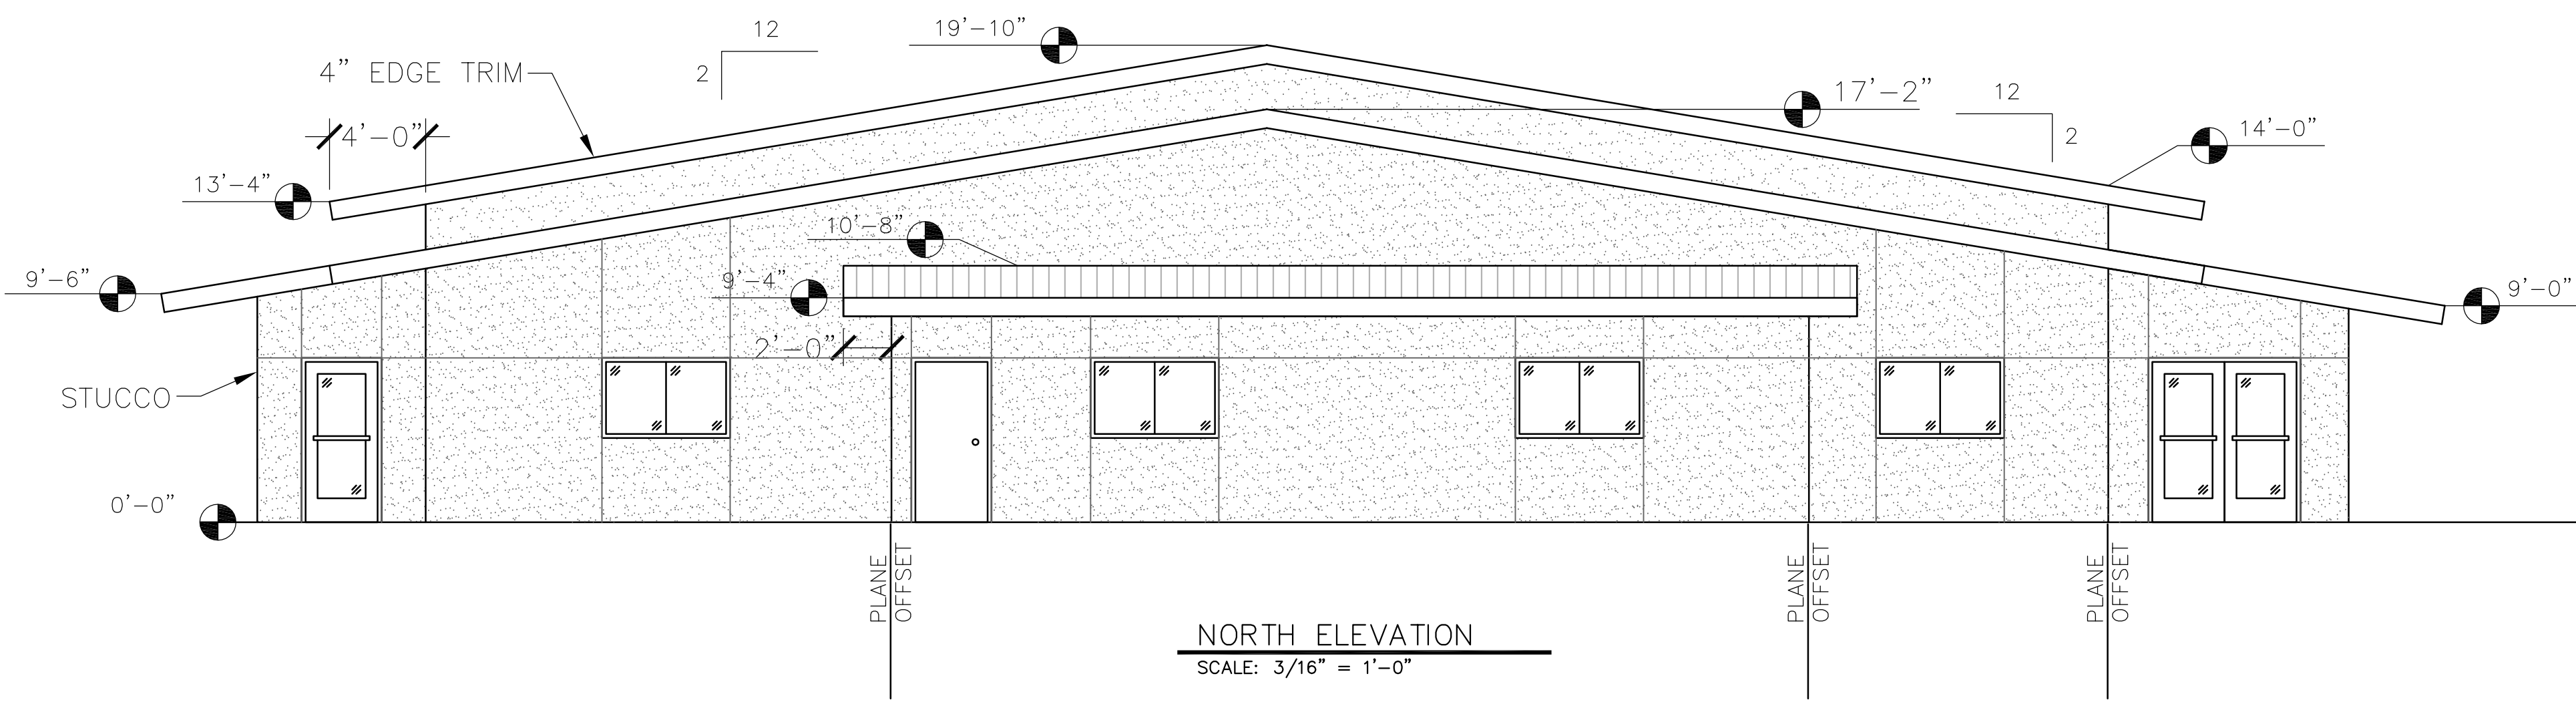 12
19'-10"
2
4" EDGE TRIM
17'-2"
12
2
14'-0"
4'-0"
13'-4"
10'-8"
9'-6"
9'-4"
9'-0"
2'-0"
STUCCO
0'-0"
PLANE
OFFSET
PLANE
OFFSET
PLANE
OFFSET
NORTH ELEVATION
SCALE: 3/16" = 1'-0"